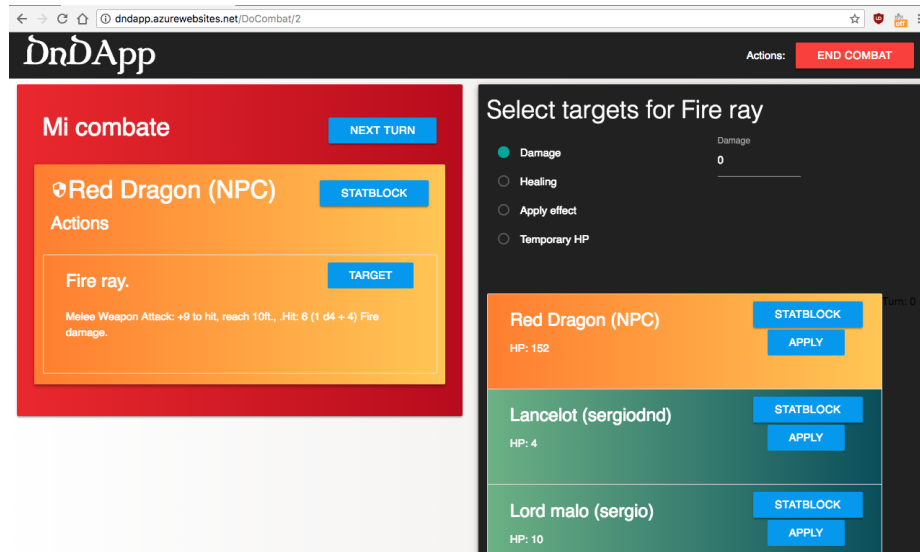 dndapp.azurewebsites.net/DoCombat/2
off
DnDApp
Actions:
END COMBAT
Mi combate
NEXT TURN
Red Dragon (NPC)
STATBLOCK
Actions
Fire ray.
TARGET
Melee Weapon Attack: +9 to hit, reach 10ft., .Hit: 6 (1 d4 + 4) Fire
damage.
Select targets for Fire ray
Damage
Healing
Apply effect
Temporary HP
Damage
0
Turn: 0
Red Dragon (NPC)
HP: 152
STATBLOCK
APPLY
Lancelot (sergiodnd)
HP: 4
STATBLOCK
APPLY
Lord malo (sergio)
HP: 10
STATBLOCK
APPLY